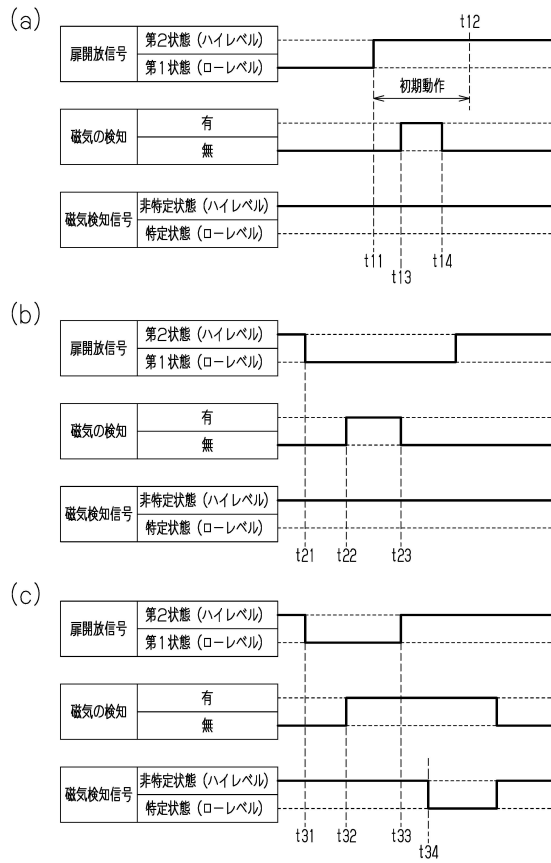 (a)
t12
扉開放信号
第2状態 (ハイレベル)
第1状態 (ローレベル)
初期動作
磁気の検知
有
無
磁気検知信号
非特定状態 (ハイレベル)
特定状態 (ローレベル)
t11
t14
t13
(b)
扉開放信号
第2状態 (ハイレベル)
第1状態 (ローレベル)
磁気の検知
有
無
磁気検知信号
非特定状態 (ハイレベル)
特定状態 (ローレベル)
t21 t22 t23
(c)
扉開放信号
第2状態 (ハイレベル)
第1状態 (ローレベル)
磁気の検知
有
無
磁気検知信号
非特定状態 (ハイレベル)
特定状態 (ローレベル)
t31 t32 t33
t34